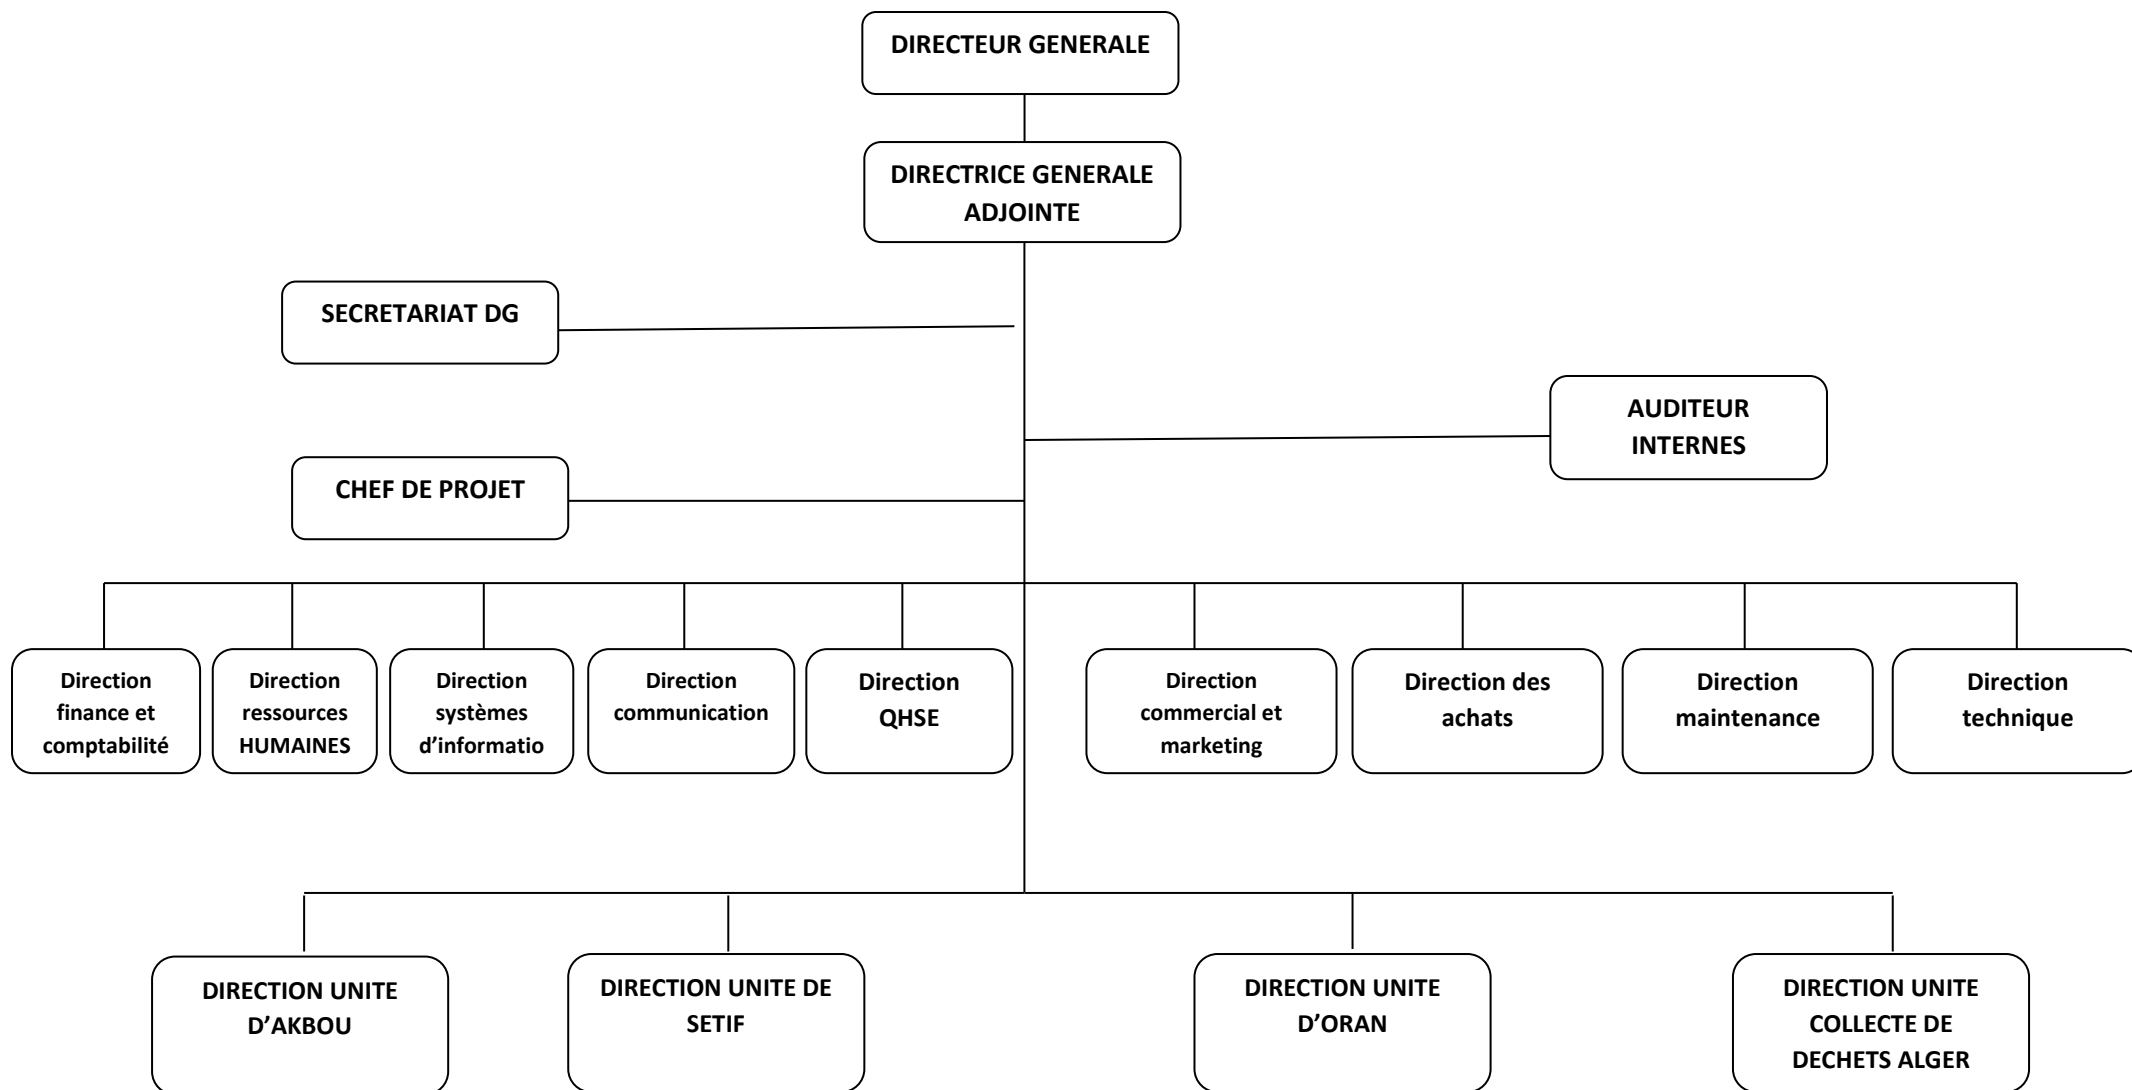 DIRECTEUR GENERALE
DIRECTRICE GENERALE
ADJOINTE
SECRETARIAT DG
AUDITEUR
INTERNES
CHEF DE PROJET
Direction
finance et
comptabilité
Direction
ressources
HUMAINES
Direction
systèmes
d’informatio
Direction
communication
Direction
QHSE
Direction
commercial et
marketing
Direction des
achats
Direction
maintenance
Direction
technique
DIRECTION UNITE
D’AKBOU
DIRECTION UNITE DE
SETIF
DIRECTION UNITE
D’ORAN
DIRECTION UNITE
COLLECTE DE
DECHETS ALGER